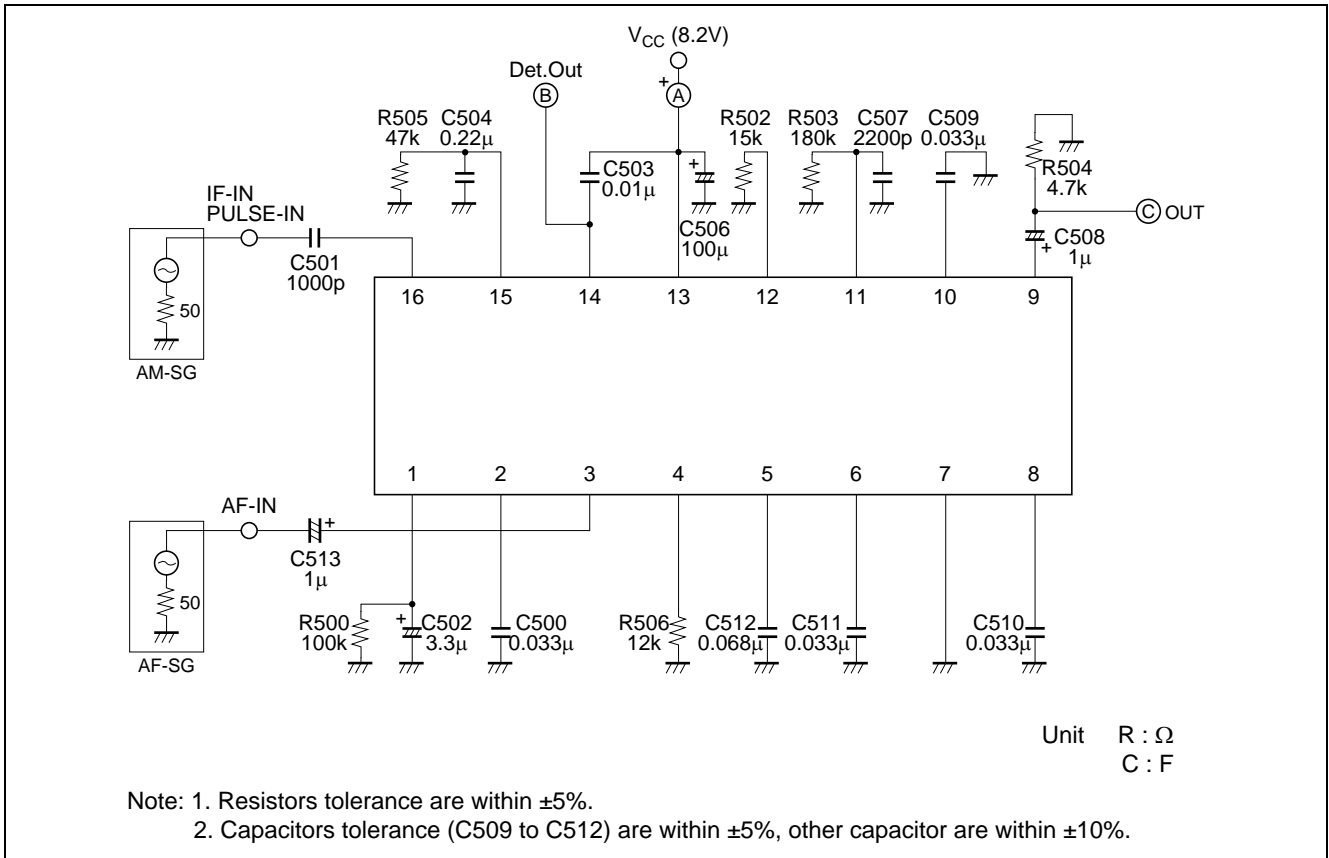 V_CC (8.2V)
Det.Out
B
+
A
R505
47k
C504
0.22μ
C503
0.01μ
+
C506
100μ
R502
15k
R503
180k
C507
2200p
C509
0.033μ
R504
4.7k
C OUT
C508
+ 1μ
IF-IN
PULSE-IN
C501
1000p
50
AM-SG
16 15 14 13 12 11 10 9
1 2 3 4 5 6 7 8
AF-IN
+
C513
1μ
50
AF-SG
R500
100k
+
C502
3.3μ
C500
0.033μ
R506
12k
C512
0.068μ
C511
0.033μ
C510
0.033μ
Unit R : Ω
C : F
Note: 1. Resistors tolerance are within ±5%.
2. Capacitors tolerance (C509 to C512) are within ±5%, other capacitor are within ±10%.